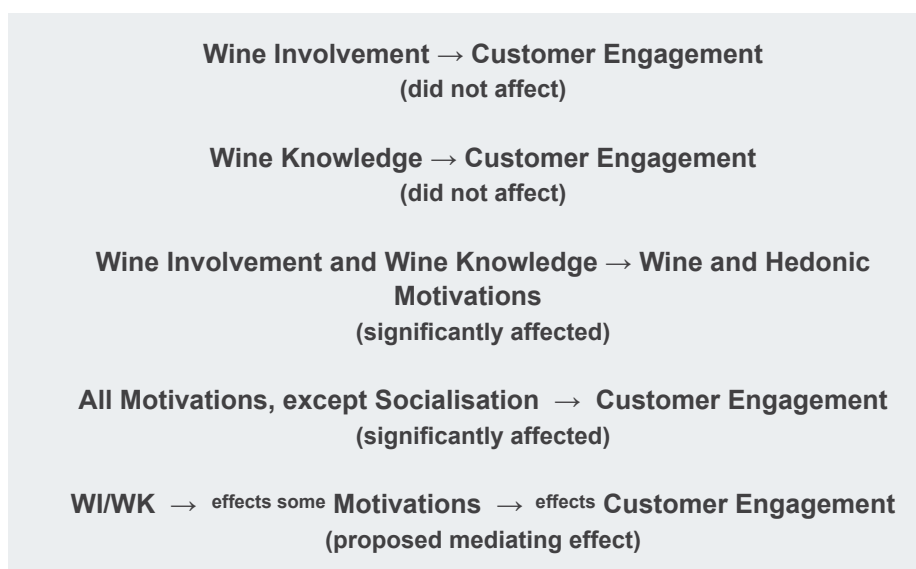 Wine Involvement → Customer Engagement
(did not affect)
Wine Knowledge → Customer Engagement
(did not affect)
Wine Involvement and Wine Knowledge → Wine and Hedonic
Motivations
(significantly affected)
All Motivations, except Socialisation → Customer Engagement
(significantly affected)
WI/WK → effects some Motivations → effects Customer Engagement
(proposed mediating effect)